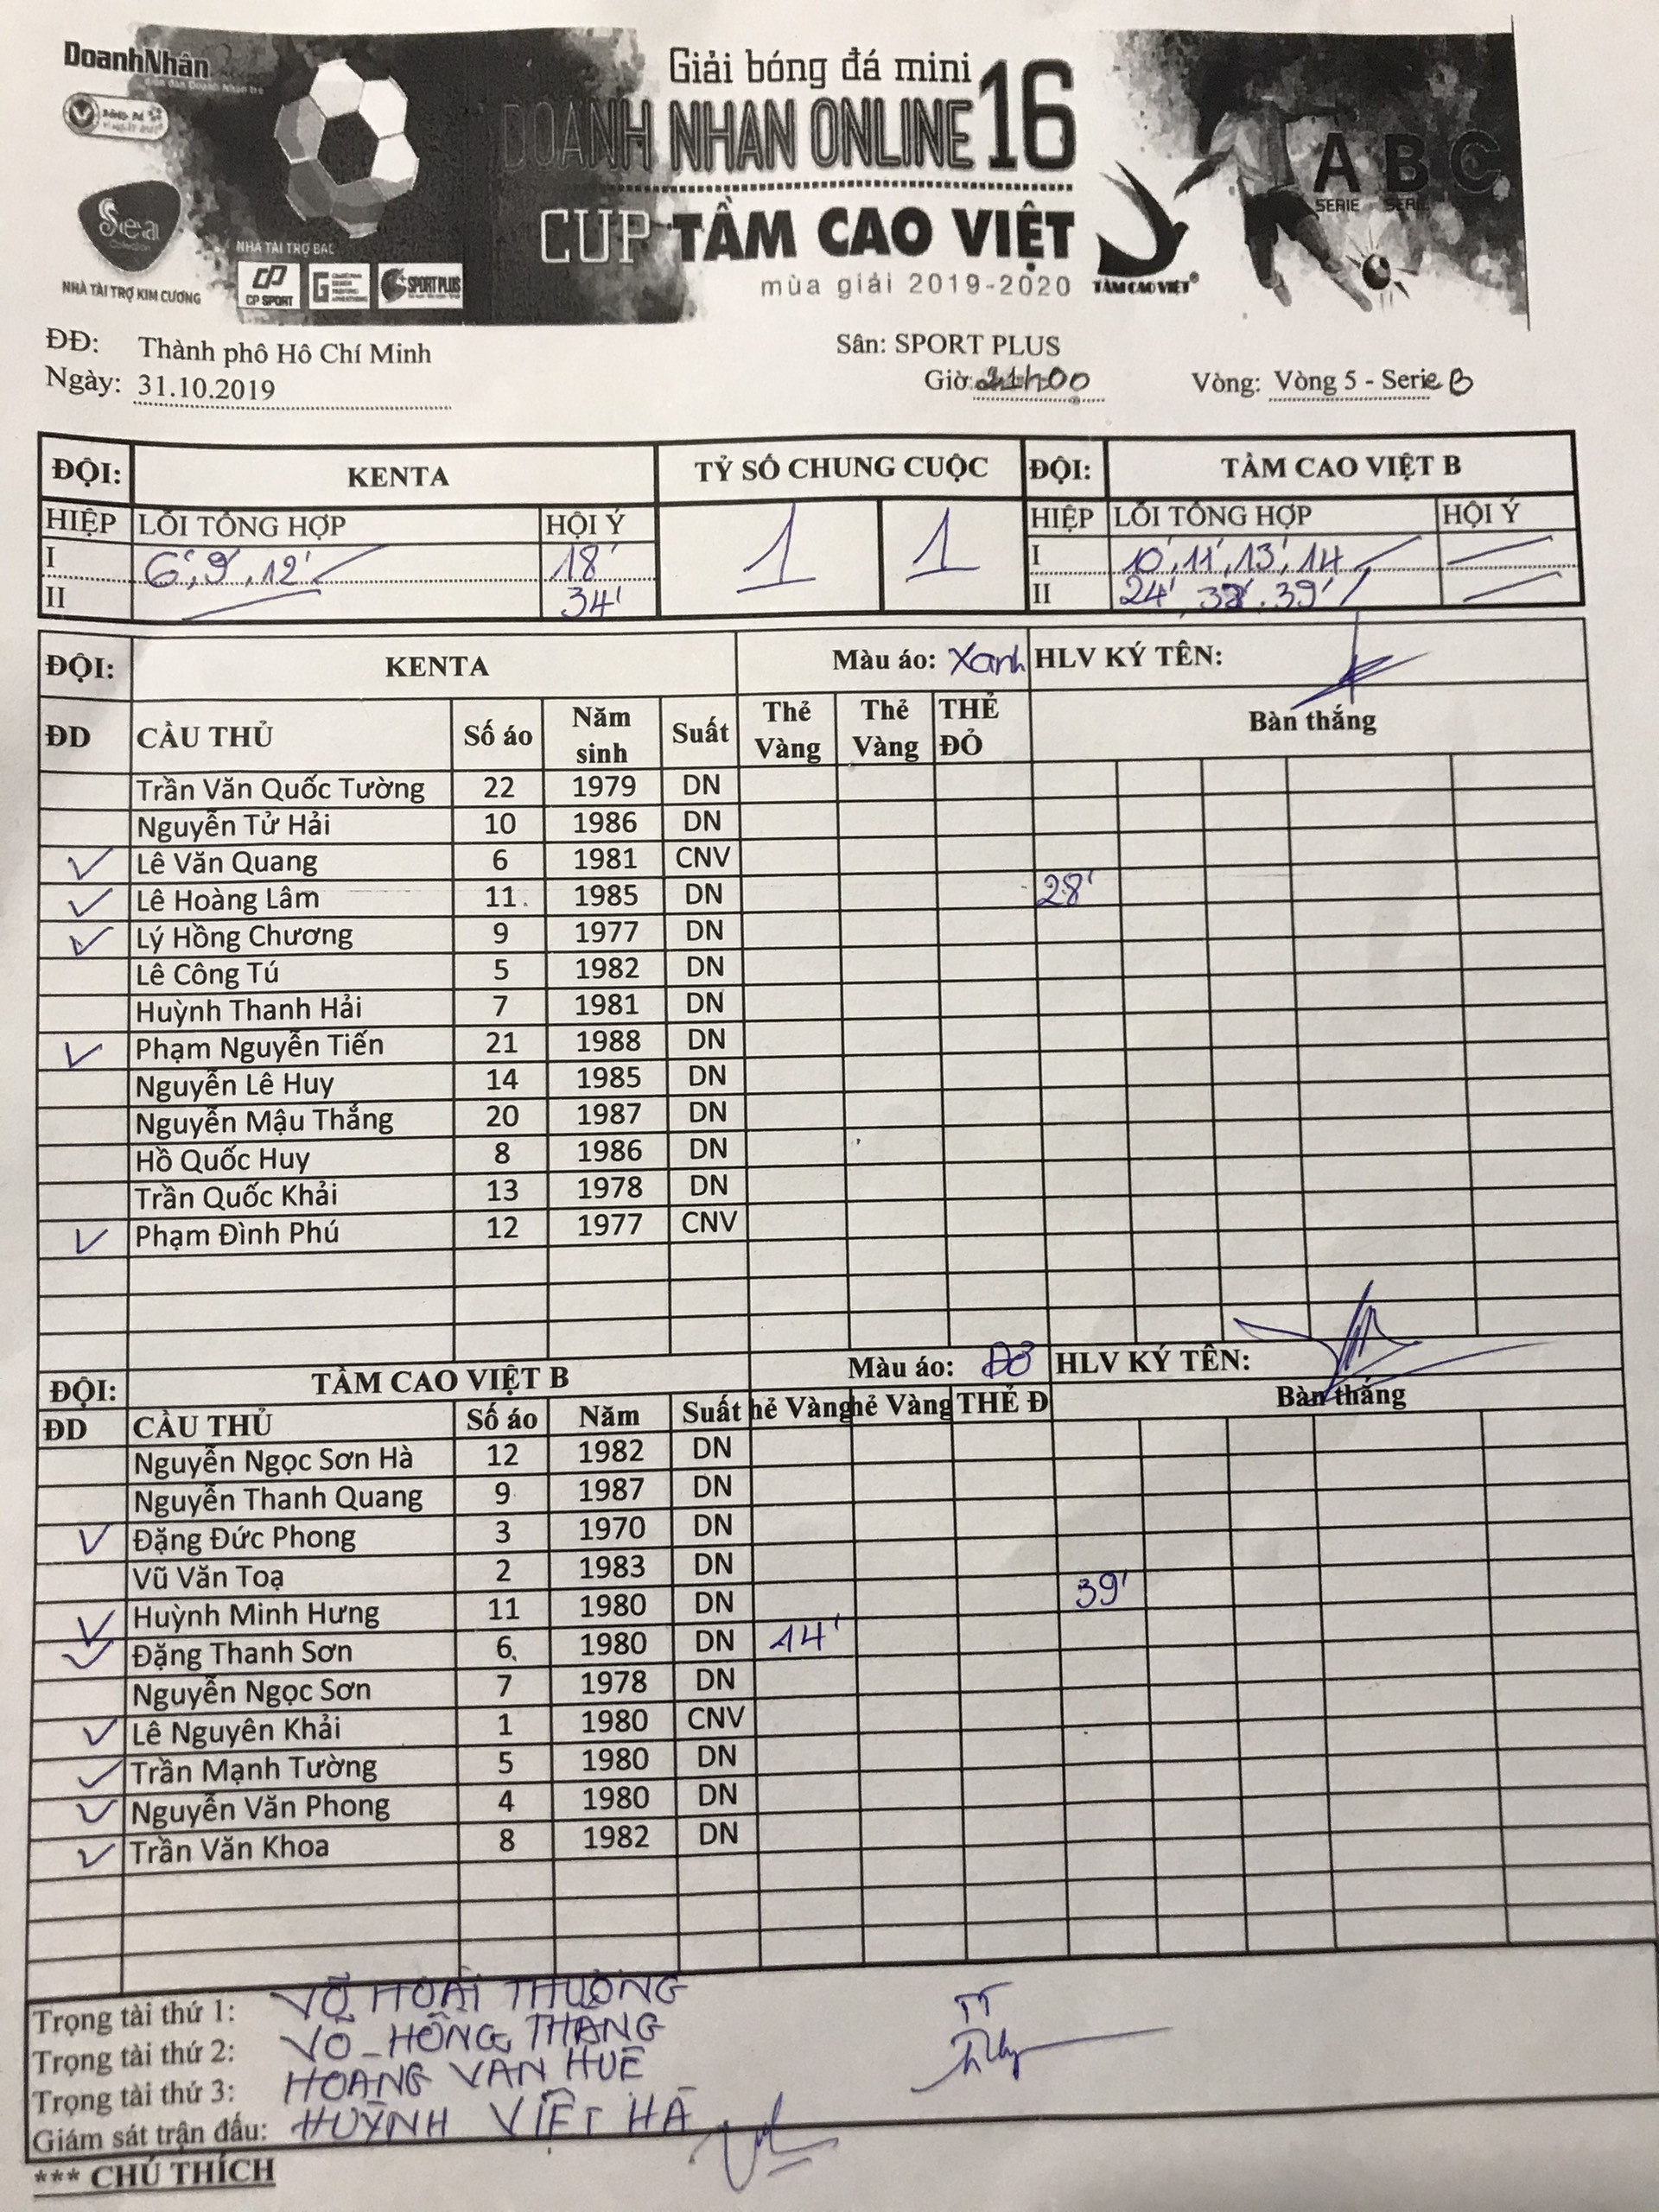 DoanhNhân
Giải bóng đá mini
DOANH NHAN ONLINE 16
CUP TẦM CAO VIỆT
mùa giải 2019-2020
TẦM CAO VIỆT
A B C
SERIE SERIE
Sea
Collection
NHÀ TÀI TRỢ KIM CƯƠNG
NHÀ TÀI TRỢ BẠC
CP SPORT
SPORT PLUS
ĐĐ: Thành phô Hô Chí Minh
Sân: SPORT PLUS
Ngày: 31.10.2019
Giờ: 21h00
Vòng: Vòng 5 - Serie B
ĐỘI: KENTA TỶ SỐ CHUNG CUỘC ĐỘI: TẦM CAO VIỆT B
HIỆP LỖI TỔNG HỢP HỘI Ý 1 1 HIỆP LỖI TỔNG HỢP HỘI Ý
I 6', 9', 12' 18' I 10', 11', 13', 14
II 34' II 24', 38', 39'
ĐỘI: KENTA Màu áo: Xanh HLV KÝ TÊN:
ĐD CẦU THỦ Số áo Năm sinh Suất Thẻ Vàng Thẻ Vàng THẺ ĐỎ Bàn thắng
Trần Văn Quốc Tường 22 1979 DN
Nguyễn Tử Hải 10 1986 DN
✓ Lê Văn Quang 6 1981 CNV
✓ Lê Hoàng Lâm 11 1985 DN 28'
✓ Lý Hồng Chương 9 1977 DN
Lê Công Tú 5 1982 DN
Huỳnh Thanh Hải 7 1981 DN
✓ Phạm Nguyễn Tiến 21 1988 DN
Nguyễn Lê Huy 14 1985 DN
Nguyễn Mậu Thắng 20 1987 DN
Hồ Quốc Huy 8 1986 DN
Trần Quốc Khải 13 1978 DN
✓ Phạm Đình Phú 12 1977 CNV
ĐỘI: TẦM CAO VIỆT B Màu áo: Đỏ HLV KÝ TÊN:
ĐD CẦU THỦ Số áo Năm Suất hẻ Vàng hẻ Vàng THẺ Đ Bàn thắng
Nguyễn Ngọc Sơn Hà 12 1982 DN
Nguyễn Thanh Quang 9 1987 DN
✓ Đặng Đức Phong 3 1970 DN
Vũ Văn Toạ 2 1983 DN
✓ Huỳnh Minh Hưng 11 1980 DN 39'
✓ Đặng Thanh Sơn 6 1980 DN 14'
Nguyễn Ngọc Sơn 7 1978 DN
✓ Lê Nguyên Khải 1 1980 CNV
✓ Trần Mạnh Tường 5 1980 DN
✓ Nguyễn Văn Phong 4 1980 DN
✓ Trần Văn Khoa 8 1982 DN
Trọng tài thứ 1: VÕ HOÀI THƯƠNG TT
Trọng tài thứ 2: VÕ HỒNG THANG
Trọng tài thứ 3: HOANG VAN HUÊ
Giám sát trận đấu: HUỲNH VIẾT HÀ
*** CHÚ THÍCH